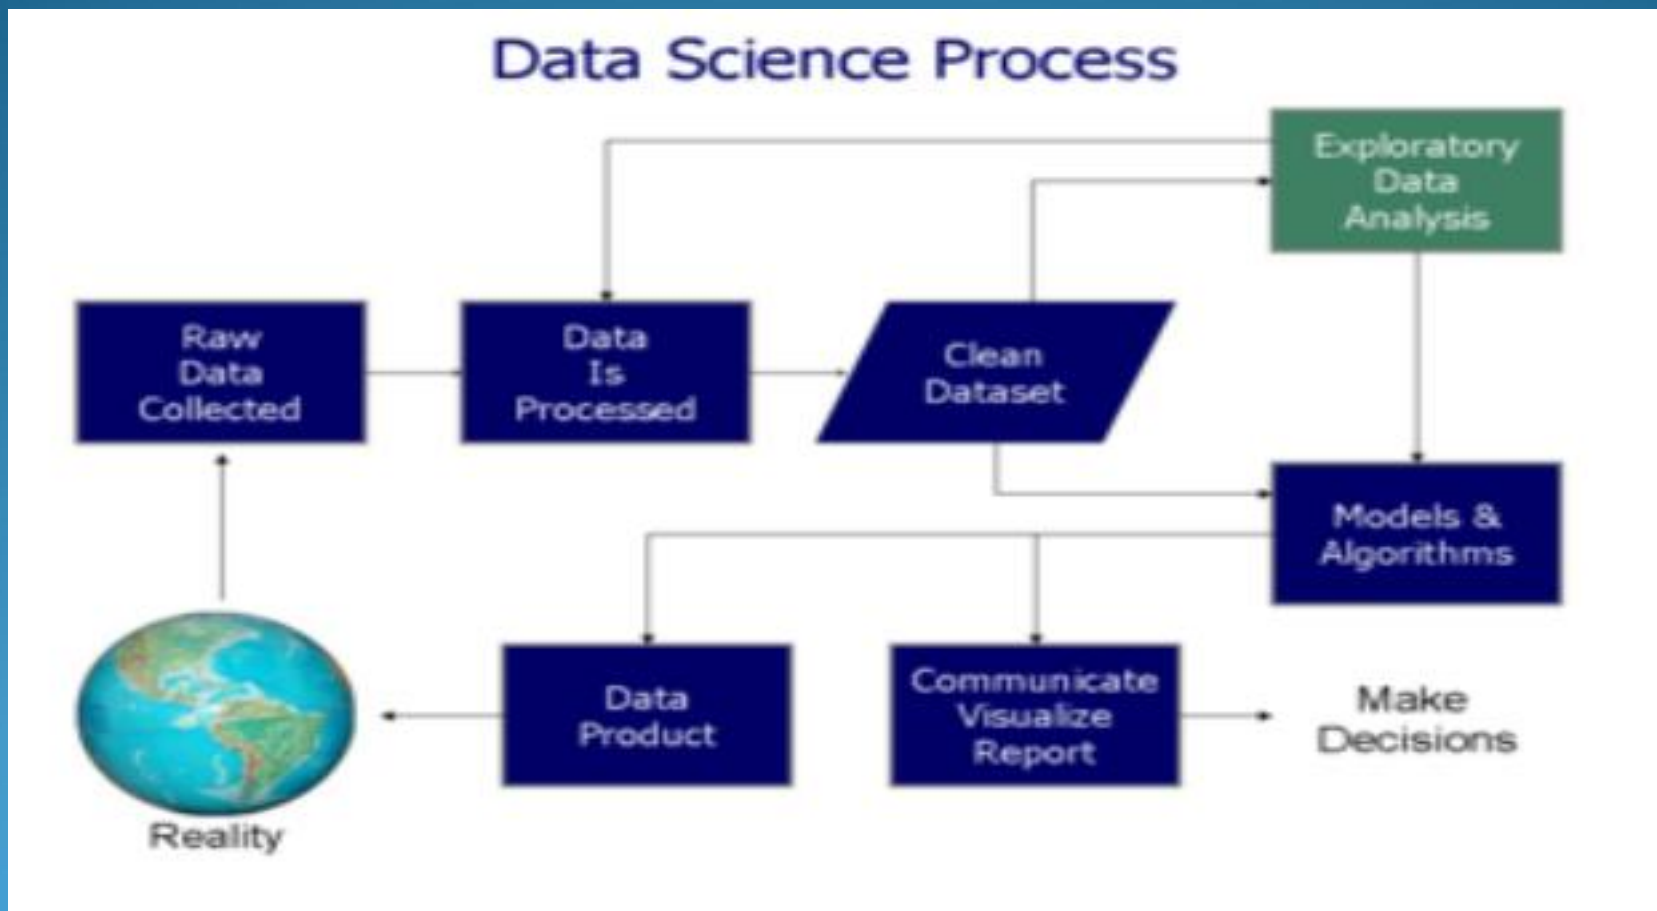 Data Science Process
Exploratory
Data
Analysis
Raw
Data
Collected
Data
Is
Processed
Clean
Dataset
Models &
Algorithms
Data
Product
Communicate
Visualize
Report
Make
Decisions
Reality